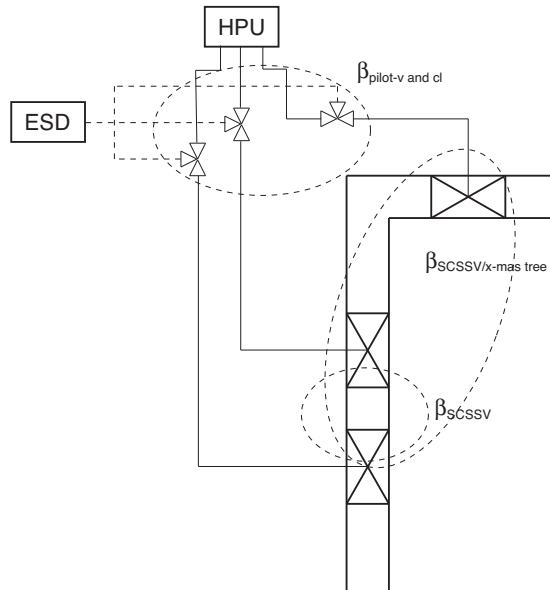 HPU
βpilot-v and cl
ESD
βSCSSV/x-mas tree
βSCSSV